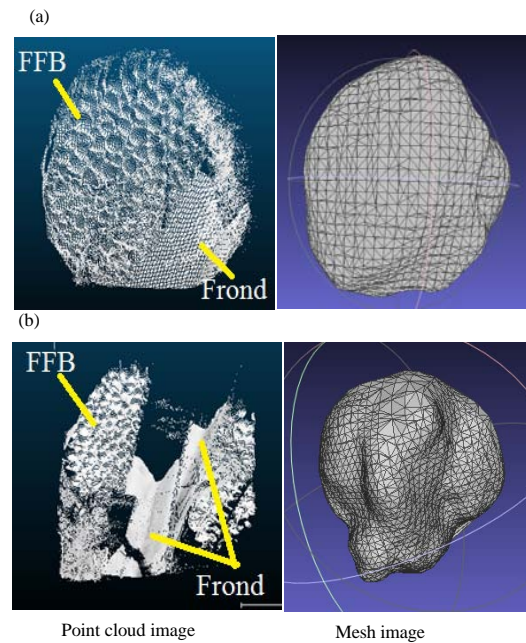 (a)
FFB
Frond
(b)
FFB
Frond
Point cloud image
Mesh image